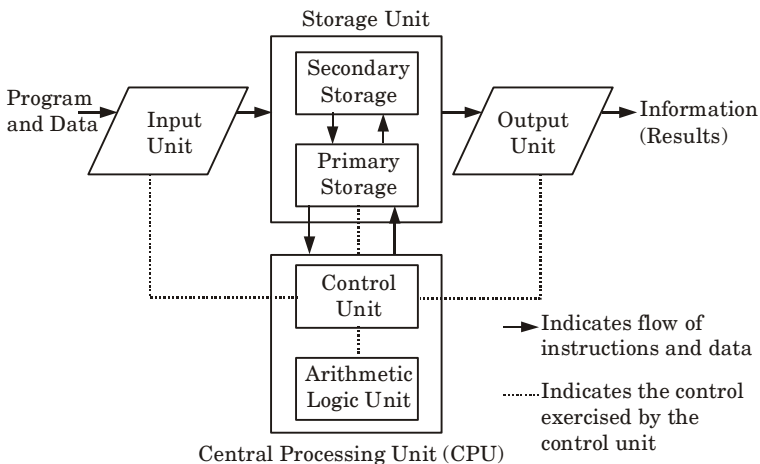 Storage Unit
Secondary
Storage
Program
and Data
Input
Unit
Output
Unit
Information
(Results)
Primary
Storage
Control
Unit
Indicates flow of
instructions and data
Arithmetic
Logic Unit
Indicates the control
exercised by the
control unit
Central Processing Unit (CPU)